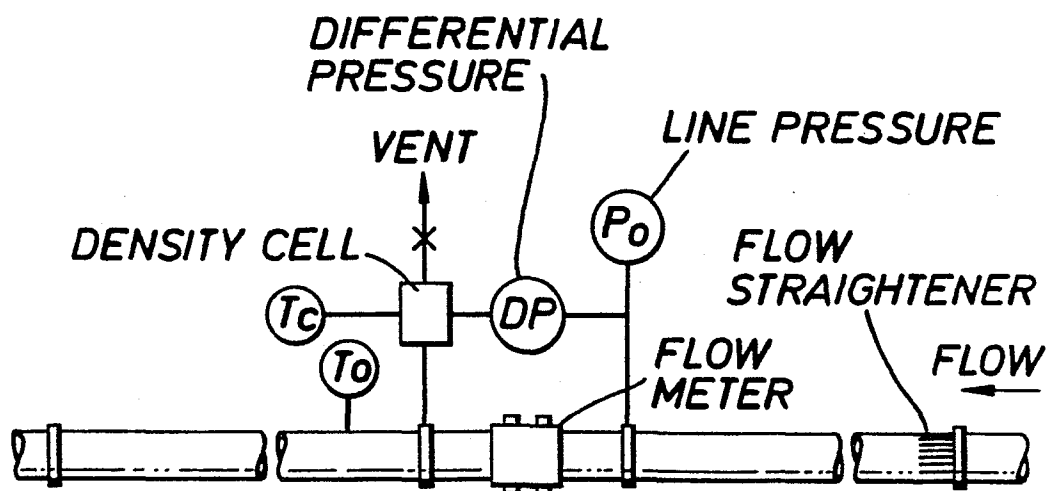 DIFFERENTIAL
PRESSURE
VENT
LINE PRESSURE
Po
DENSITY CELL
FLOW
STRAIGHTENER
Tc
DP
To
FLOW
METER
FLOW